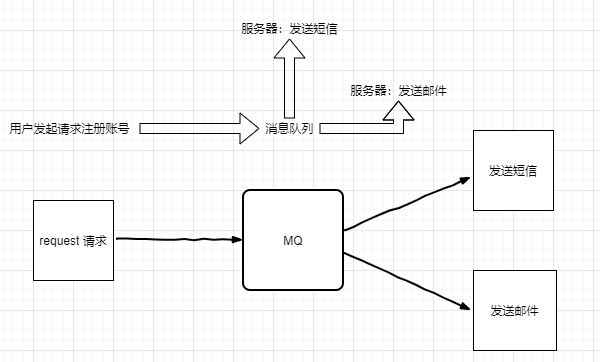 服务器：发送短信
服务器：发送邮件
用户发起请求注册账号
消息队列
发送短信
request 请求
MQ
发送邮件